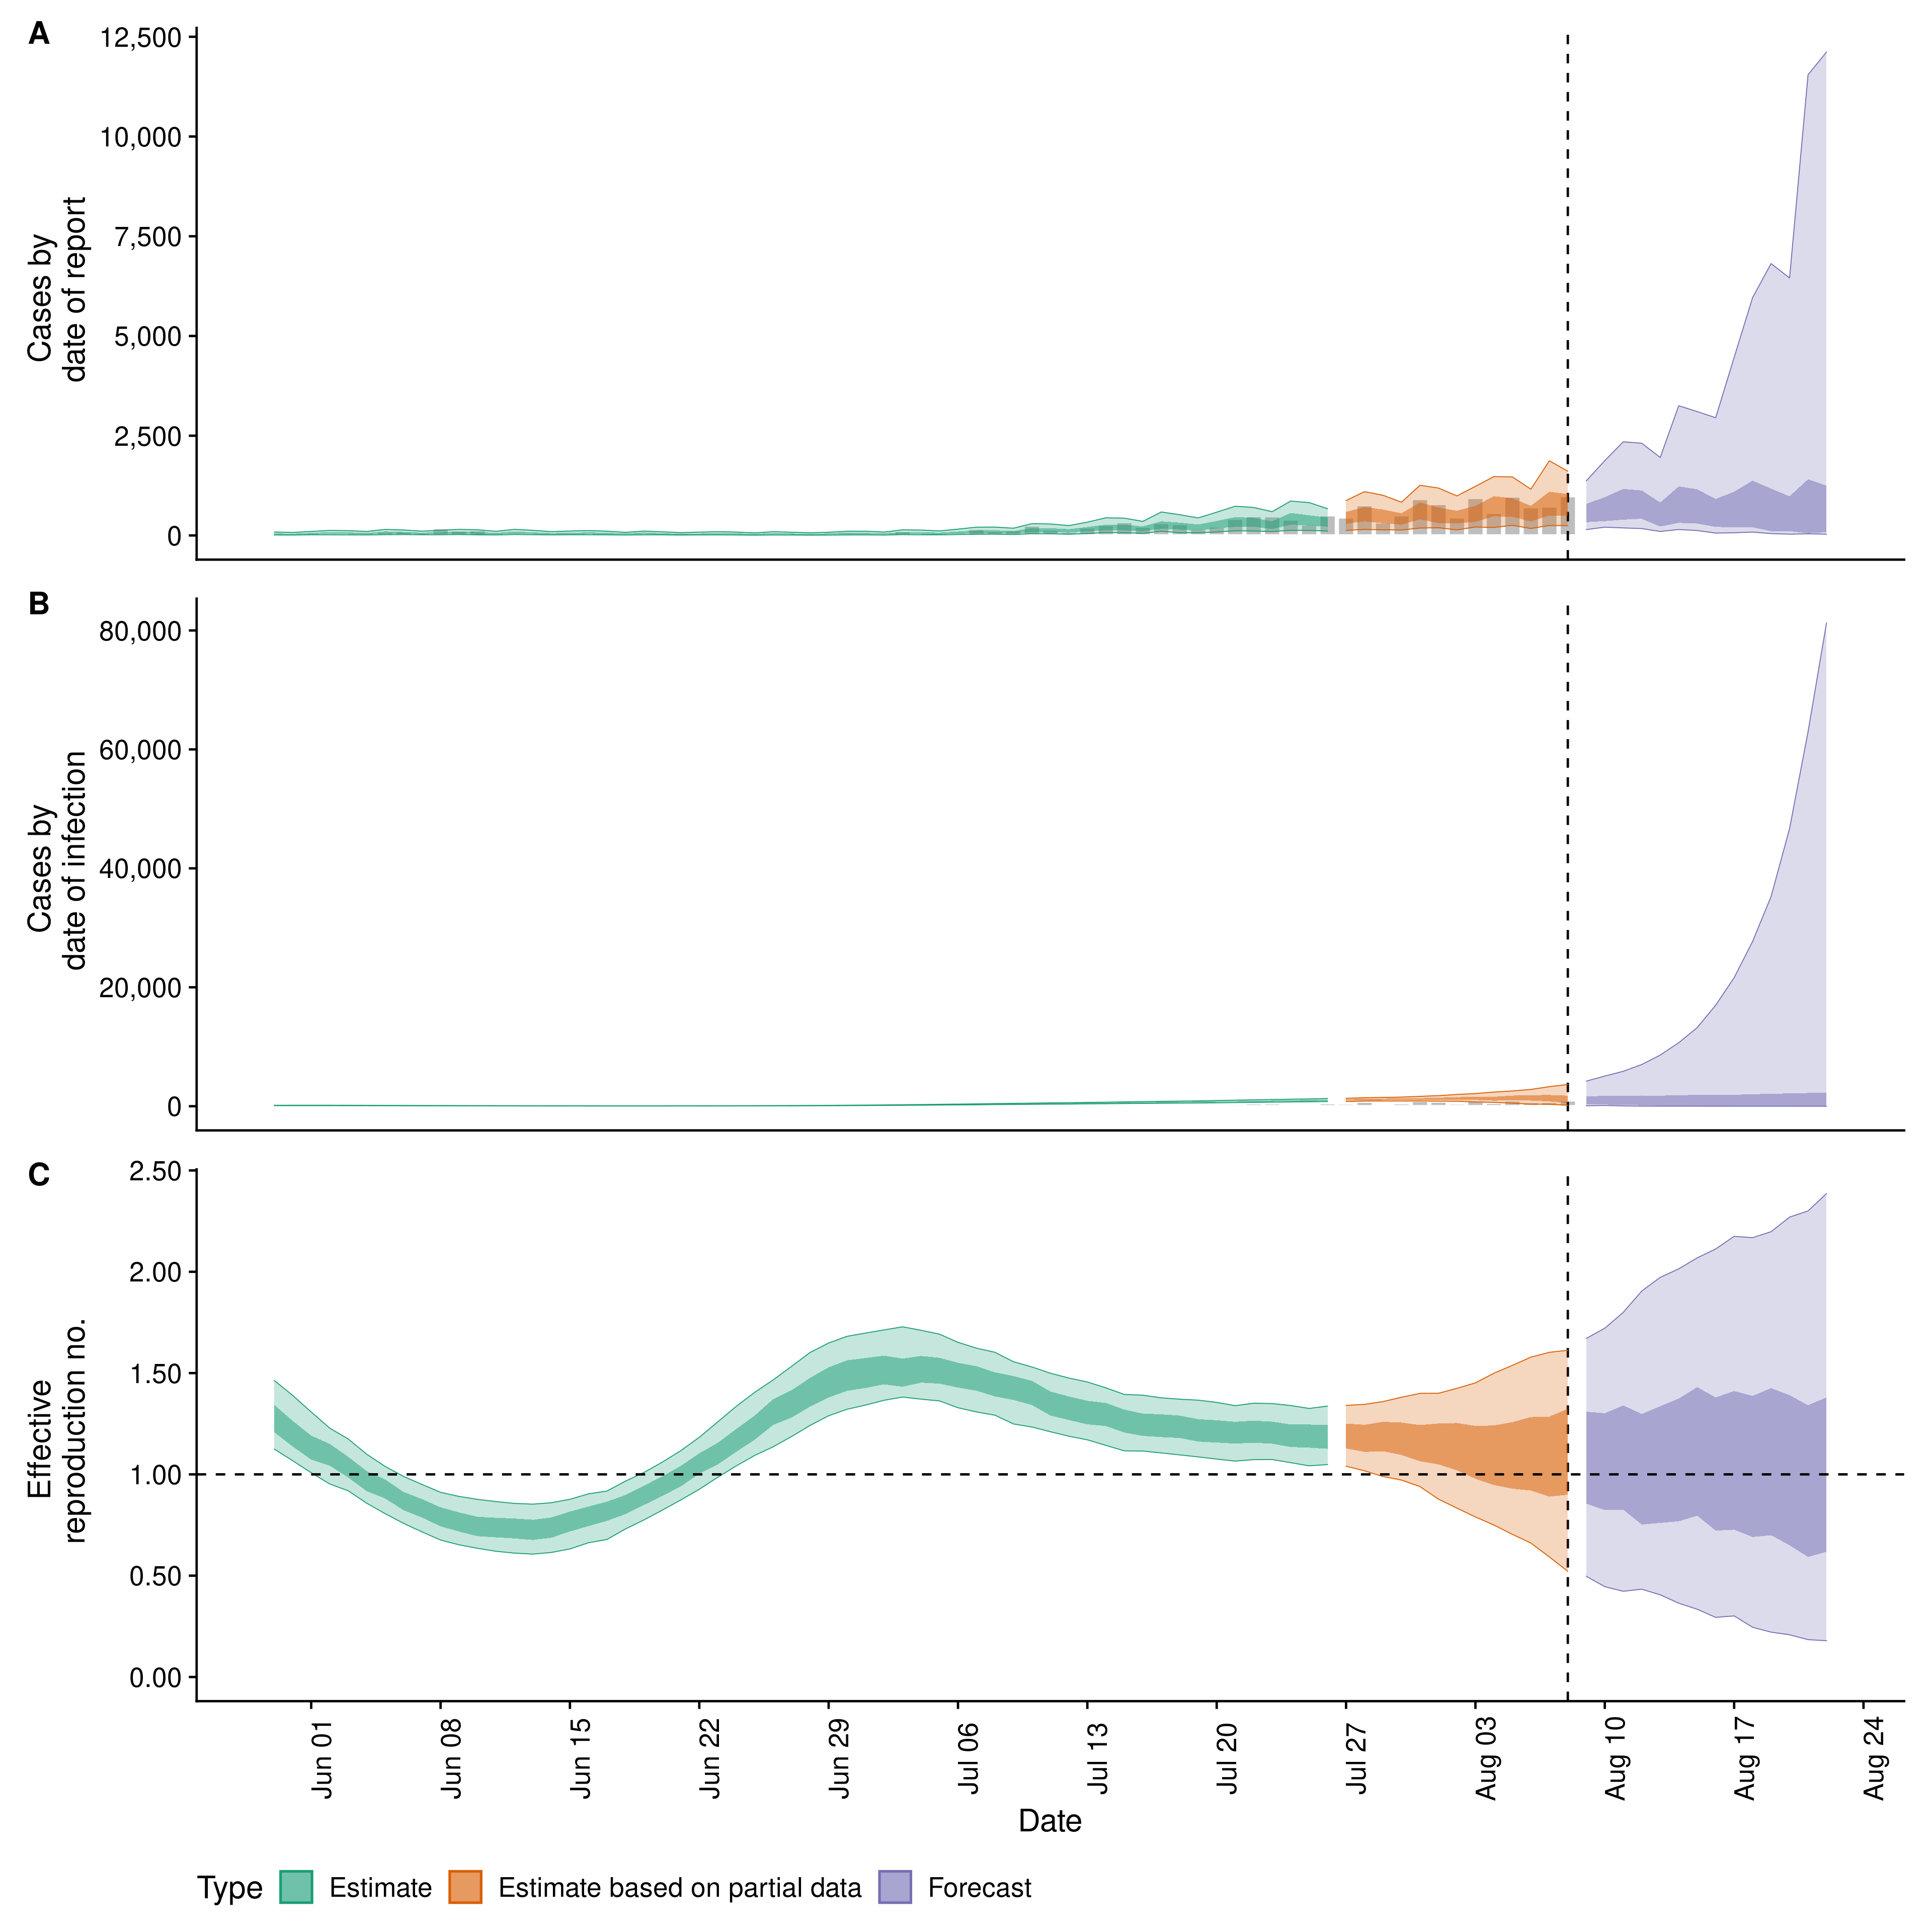 A
12,500
10,000
7,500
5,000
2,500
0
Cases by
date of report
B
80,000
60,000
40,000
20,000
0
Cases by
date of infection
C
2.50
2.00
1.50
1.00
0.50
0.00
Effective
reproduction no.
Jun 01
Jun 08
Jun 15
Jun 22
Jun 29
Jul 06
Jul 13
Jul 20
Jul 27
Aug 03
Aug 10
Aug 17
Aug 24
Date
Type Estimate Estimate based on partial data Forecast